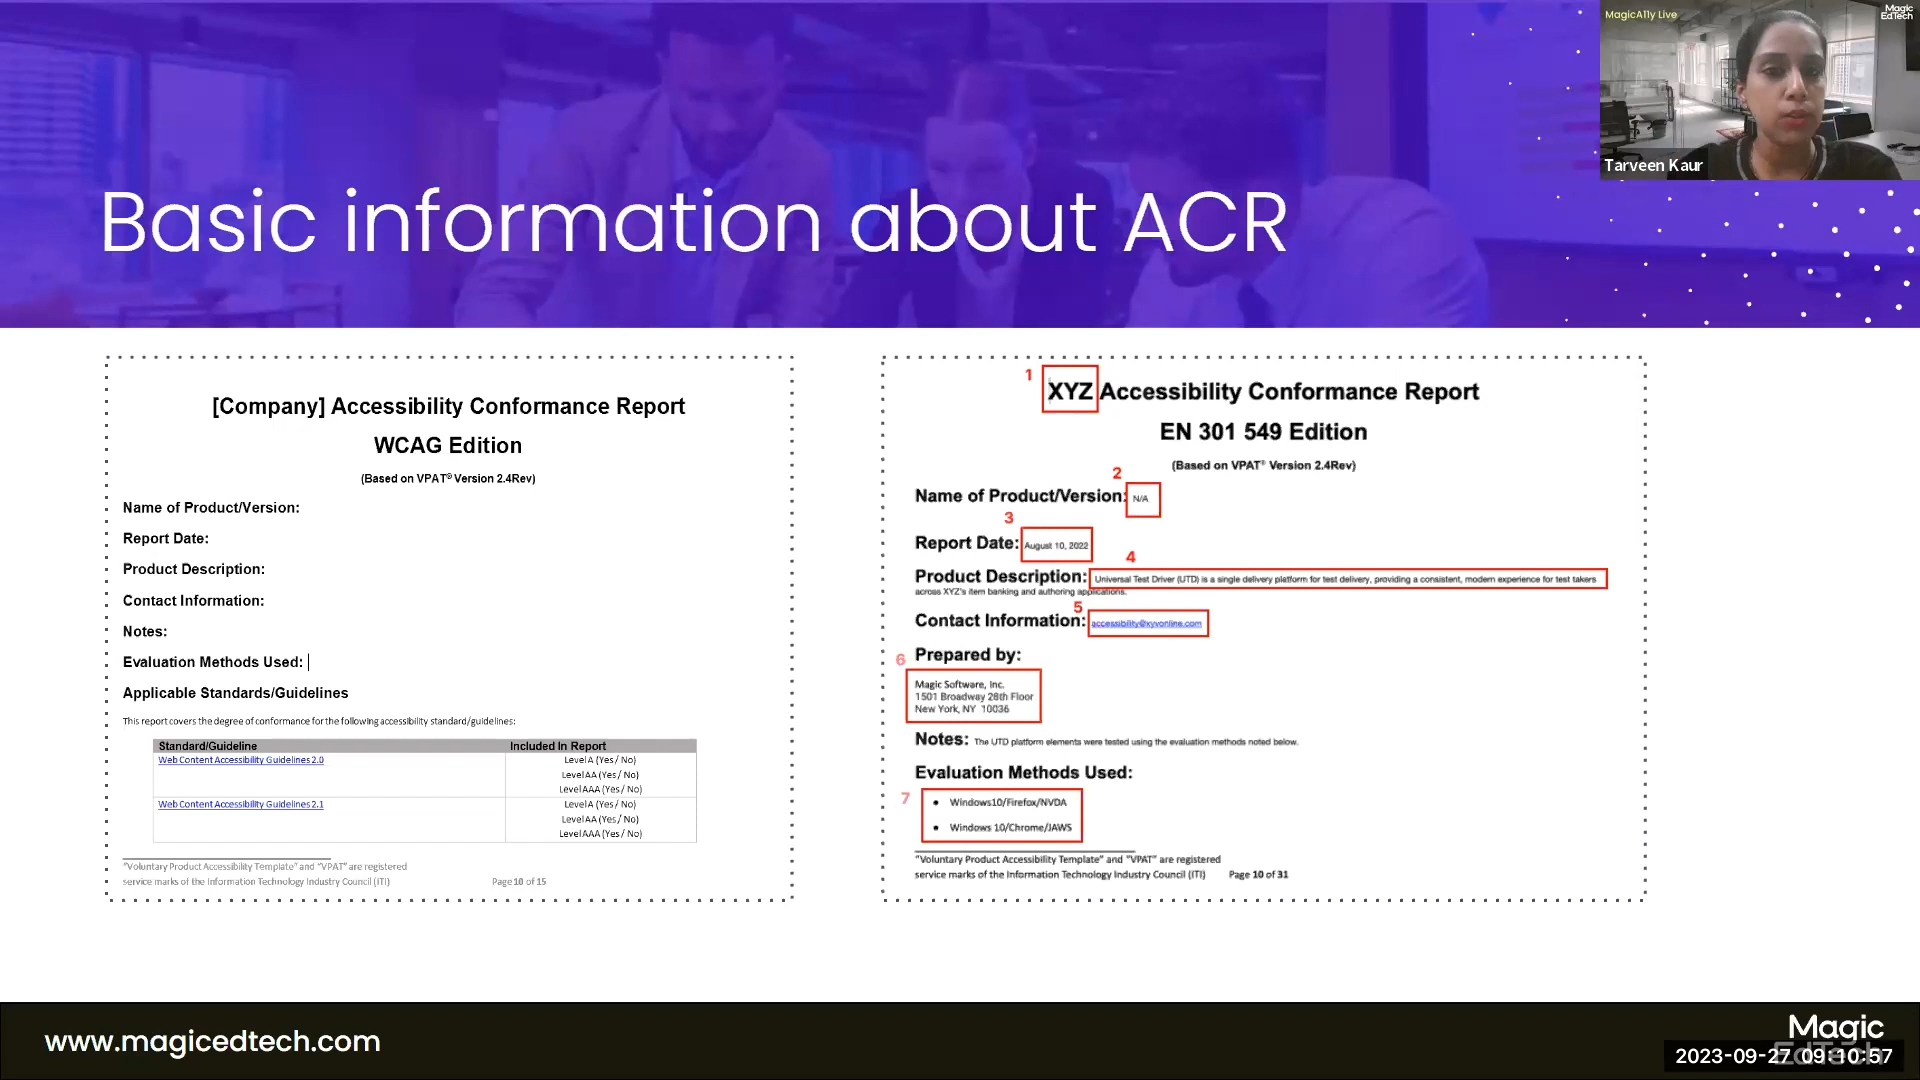 MagicA11y Live
Magic
EdTech
Tarveen Kaur
Basic information about ACR
[Company] Accessibility Conformance Report
WCAG Edition
(Based on VPAT® Version 2.4Rev)
Name of Product/Version:
Report Date:
Product Description:
Contact Information:
Notes:
Evaluation Methods Used:
Applicable Standards/Guidelines
This report covers the degree of conformance for the following accessibility standard/guidelines:
Standard/Guideline Included In Report
Web Content Accessibility Guidelines 2.0 Level A (Yes / No)
Level AA (Yes / No)
Level AAA (Yes / No)
Web Content Accessibility Guidelines 2.1 Level A (Yes / No)
Level AA (Yes / No)
Level AAA (Yes / No)
"Voluntary Product Accessibility Template" and "VPAT" are registered
service marks of the Information Technology Industry Council (ITI) Page 10 of 15
1 XYZ Accessibility Conformance Report
EN 301 549 Edition
(Based on VPAT® Version 2.4Rev)
2
Name of Product/Version: N/A
3
Report Date: August 10, 2022
4
Product Description: Universal Test Driver (UTD) is a single delivery platform for test delivery, providing a consistent, modern experience for test takers
across XYZ's item banking and authoring applications.
5
Contact Information: accessibility@xyvonline.com
6 Prepared by:
Magic Software, Inc.
1501 Broadway 28th Floor
New York, NY 10036
Notes: The UTD platform elements were tested using the evaluation methods noted below.
Evaluation Methods Used:
7
• Windows10/Firefox/NVDA
• Windows 10/Chrome/JAWS
"Voluntary Product Accessibility Template" and "VPAT" are registered
service marks of the Information Technology Industry Council (ITI) Page 10 of 31
www.magicedtech.com
Magic
EdTech
2023-09-27 09:10:57